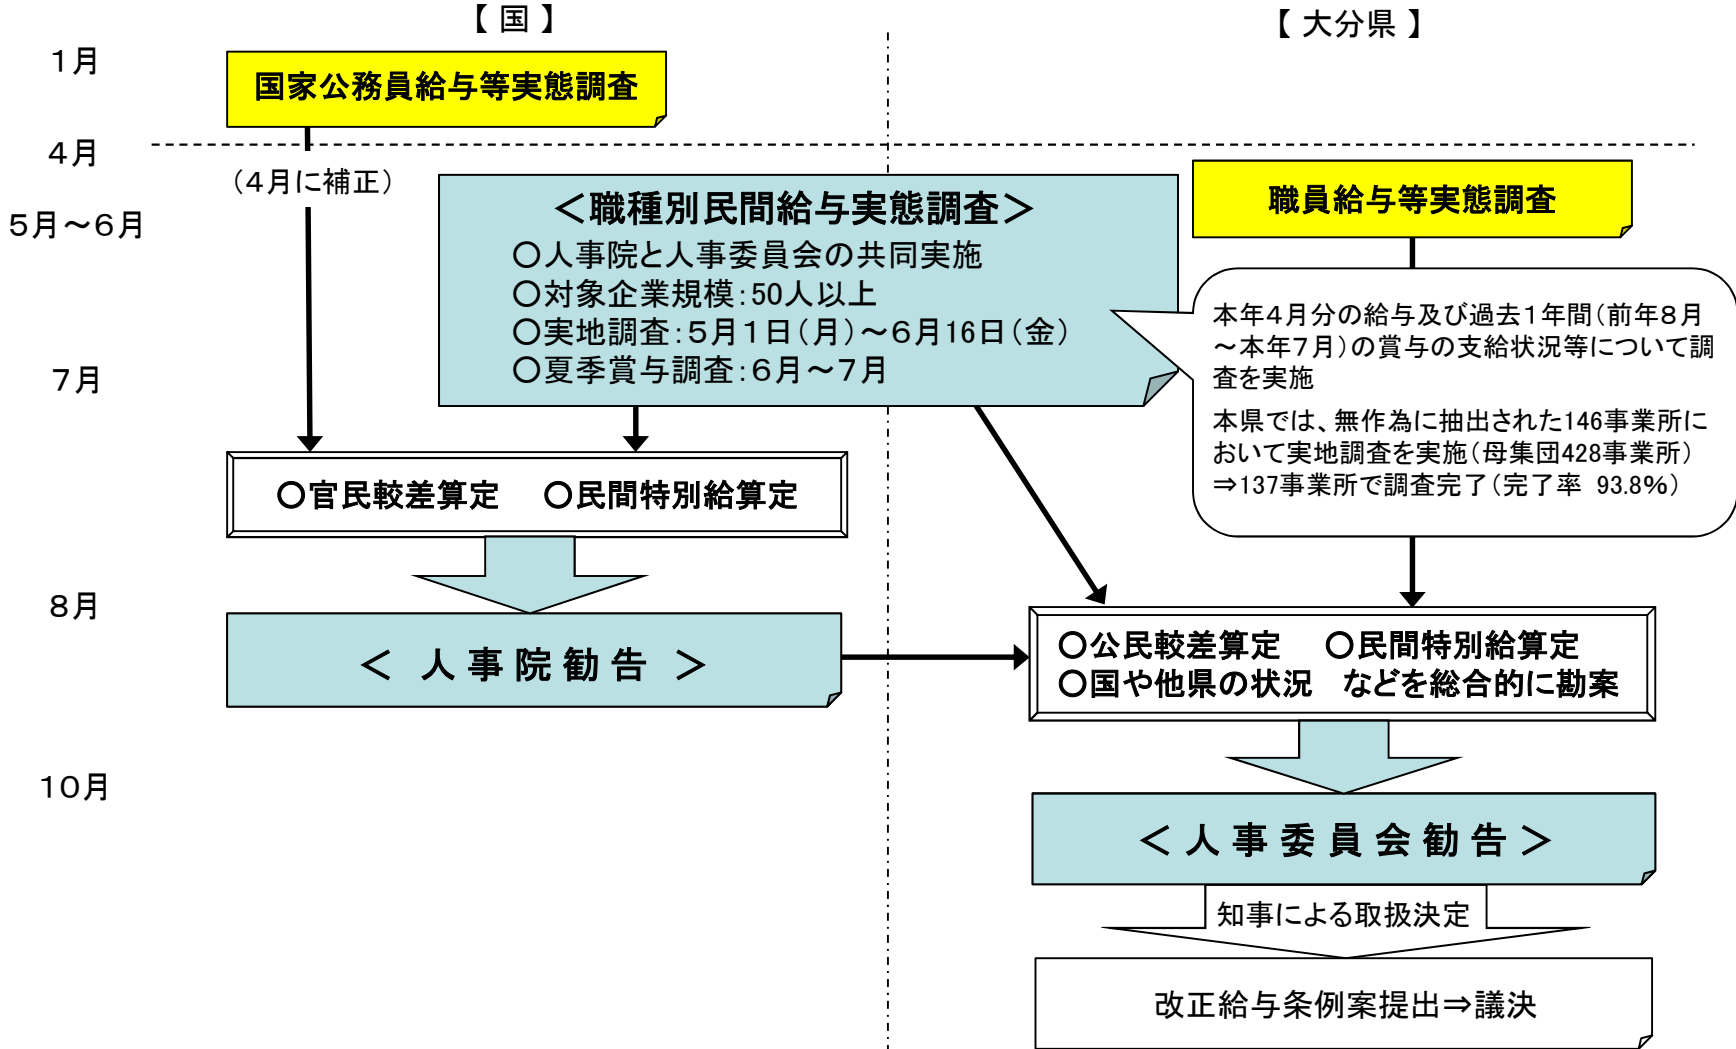 【 国 】
【 大分県 】
１月
国家公務員給与等実態調査
４月
（４月に補正）
職員給与等実態調査
５月～６月
＜職種別民間給与実態調査＞
○人事院と人事委員会の共同実施
○対象企業規模：50人以上
○実地調査：５月１日（月）～６月16日（金）
○夏季賞与調査：６月～７月
本年４月分の給与及び過去１年間（前年８月
～本年７月）の賞与の支給状況等について調
査を実施
本県では、無作為に抽出された146事業所に
おいて実地調査を実施（母集団428事業所）
⇒137事業所で調査完了（完了率 93.8％）
７月
○官民較差算定　○民間特別給算定
８月
＜ 人 事 院 勧 告 ＞
○公民較差算定　○民間特別給算定
○国や他県の状況　などを総合的に勘案
１０月
＜ 人 事 委 員 会 勧 告 ＞
知事による取扱決定
改正給与条例案提出⇒議決